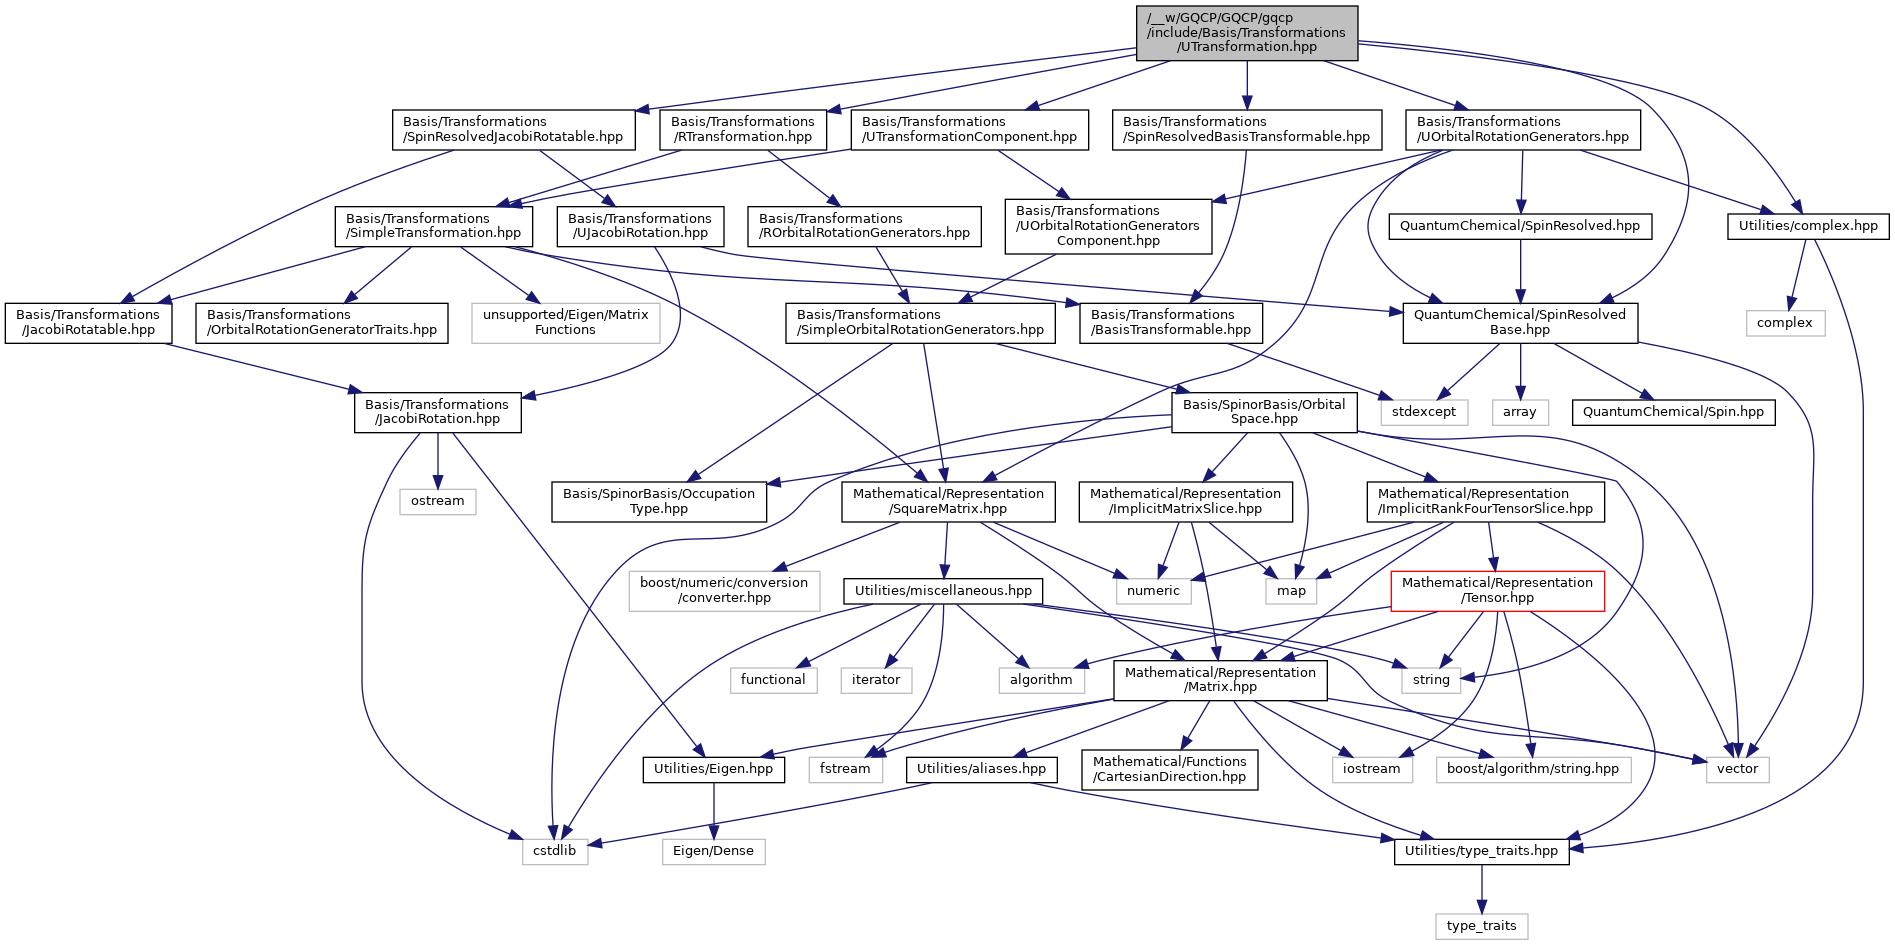 /__w/GQCP/GQCP/gqcp
/include/Basis/Transformations
/UTransformation.hpp
Basis/Transformations
/SpinResolvedJacobiRotatable.hpp
Basis/Transformations
/RTransformation.hpp
Basis/Transformations
/UTransformationComponent.hpp
Basis/Transformations
/SpinResolvedBasisTransformable.hpp
Basis/Transformations
/UOrbitalRotationGenerators.hpp
Basis/Transformations
/SimpleTransformation.hpp
Basis/Transformations
/UJacobiRotation.hpp
Basis/Transformations
/ROrbitalRotationGenerators.hpp
Basis/Transformations
/UOrbitalRotationGenerators
Component.hpp
QuantumChemical/SpinResolved.hpp
Utilities/complex.hpp
Basis/Transformations
/JacobiRotatable.hpp
Basis/Transformations
/OrbitalRotationGeneratorTraits.hpp
unsupported/Eigen/Matrix
Functions
Basis/Transformations
/SimpleOrbitalRotationGenerators.hpp
Basis/Transformations
/BasisTransformable.hpp
QuantumChemical/SpinResolved
Base.hpp
complex
Basis/Transformations
/JacobiRotation.hpp
Basis/SpinorBasis/Orbital
Space.hpp
stdexcept
array
QuantumChemical/Spin.hpp
ostream
Basis/SpinorBasis/Occupation
Type.hpp
Mathematical/Representation
/SquareMatrix.hpp
Mathematical/Representation
/ImplicitMatrixSlice.hpp
Mathematical/Representation
/ImplicitRankFourTensorSlice.hpp
boost/numeric/conversion
/converter.hpp
Utilities/miscellaneous.hpp
numeric
map
Mathematical/Representation
/Tensor.hpp
functional
iterator
algorithm
Mathematical/Representation
/Matrix.hpp
string
Utilities/Eigen.hpp
fstream
Utilities/aliases.hpp
Mathematical/Functions
/CartesianDirection.hpp
iostream
boost/algorithm/string.hpp
vector
cstdlib
Eigen/Dense
Utilities/type_traits.hpp
type_traits